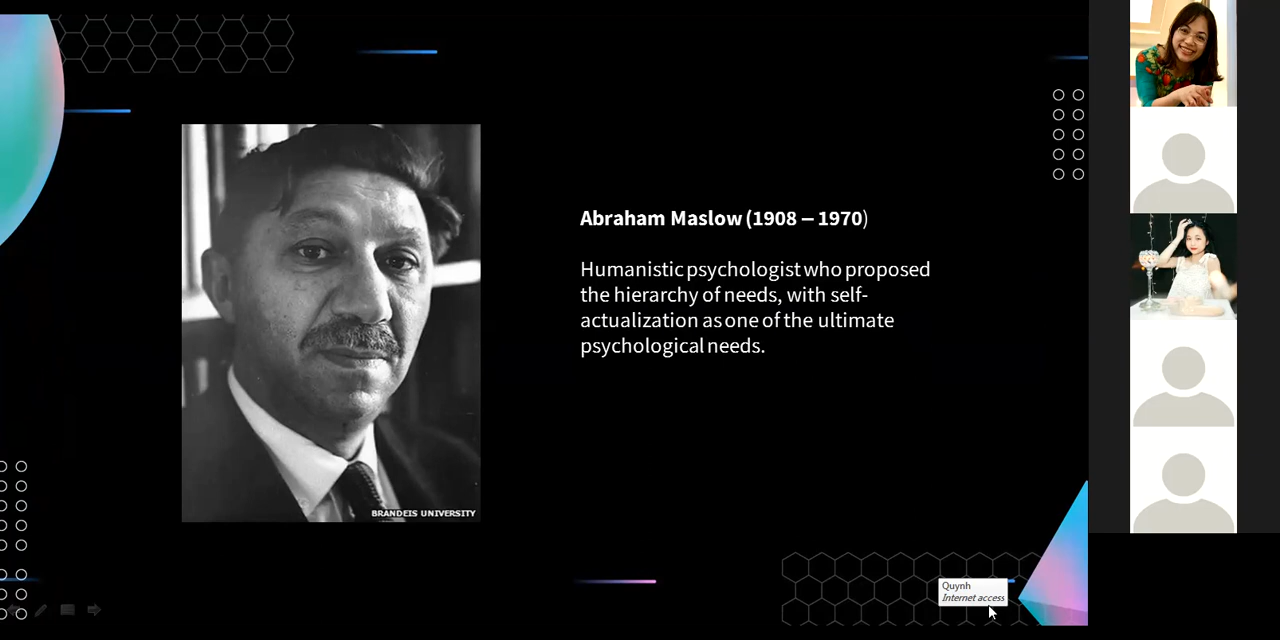 Abraham Maslow (1908 – 1970)
Humanistic psychologist who proposed
the hierarchy of needs, with self-
actualization as one of the ultimate
psychological needs.
BRANDEIS UNIVERSITY
Quynh
Internet access